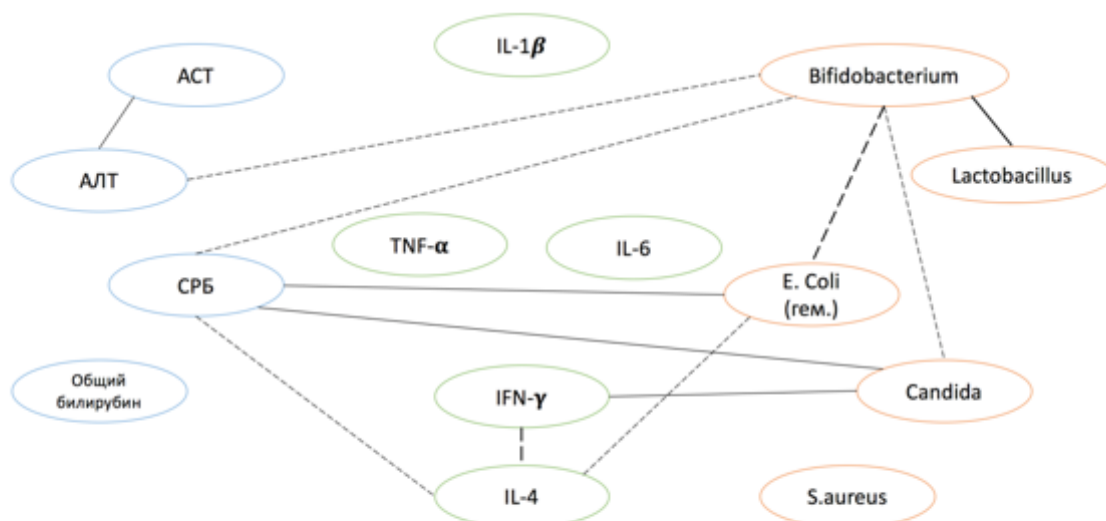 IL-1β
АСТ
Bifidobacterium
АЛТ
Lactobacillus
TNF-α
IL-6
СРБ
E. Coli
(гем.)
Общий
билирубин
IFN-γ
Candida
IL-4
S.aureus